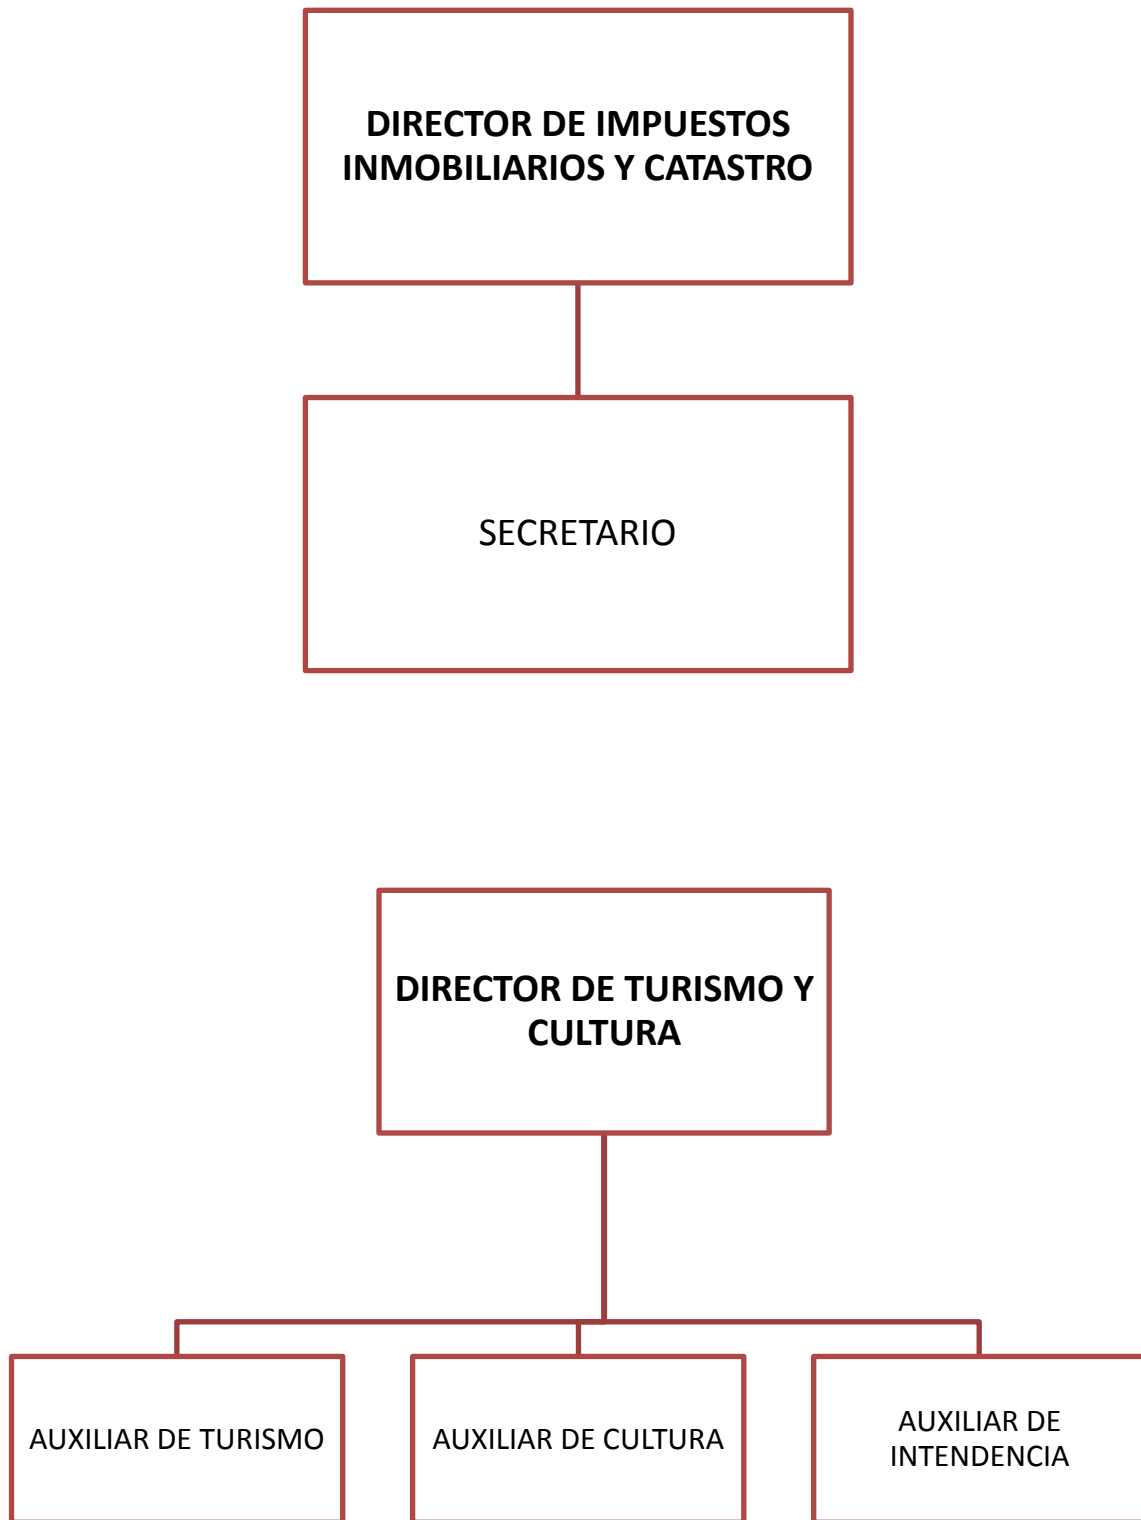 DIRECTOR DE IMPUESTOS
INMOBILIARIOS Y CATASTRO
SECRETARIO
DIRECTOR DE TURISMO Y
CULTURA
AUXILIAR DE TURISMO
AUXILIAR DE CULTURA
AUXILIAR DE
INTENDENCIA